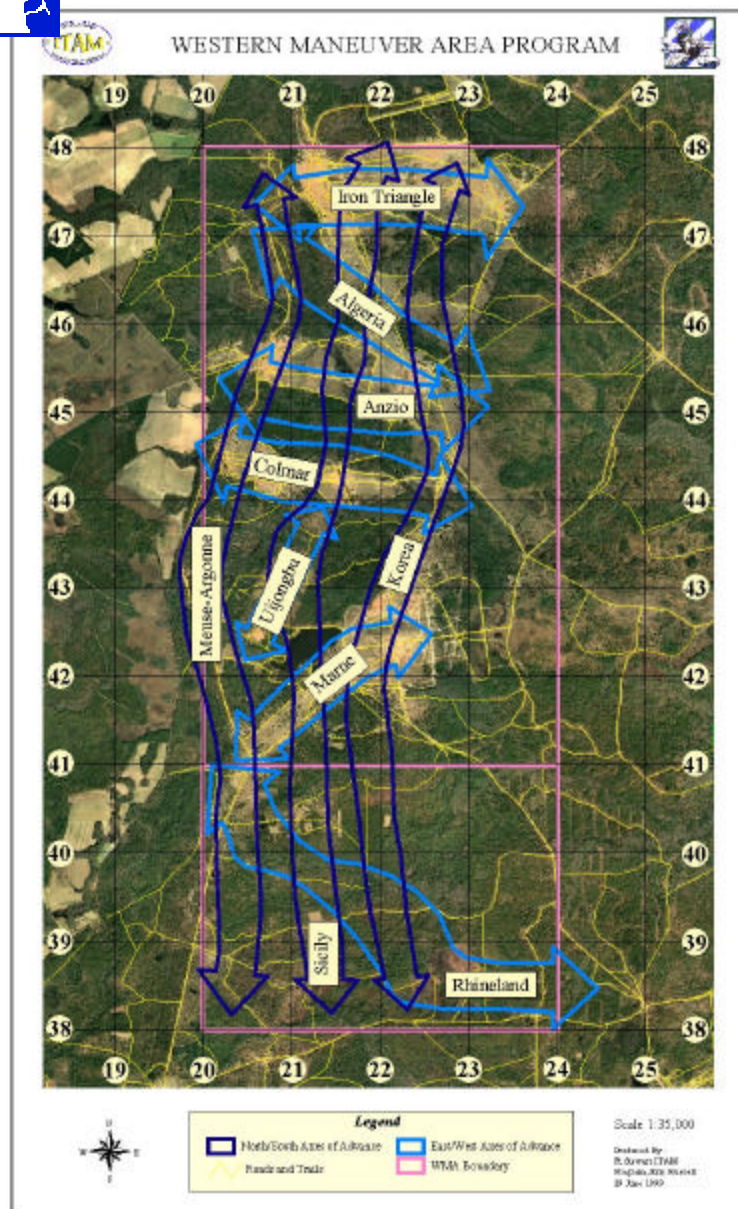 ITAM
WESTERN MANEUVER AREA PROGRAM
19 20 21 22 23 24 25
48 48
Iron Triangle
47 47
Algeria
46 46
Anzio
45 45
Colmar
44 44
Meuse-Argonne
Uijongbu
Korea
43 43
42 42
Marne
41 41
40 40
39 39
Sicily
Rhineland
38 38
19 20 21 22 23 24 25
N
W E
S
Legend
North/South Axes of Advance
East/West Axes of Advance
Roads and Trails
WMA Boundary
Scale 1:35,000